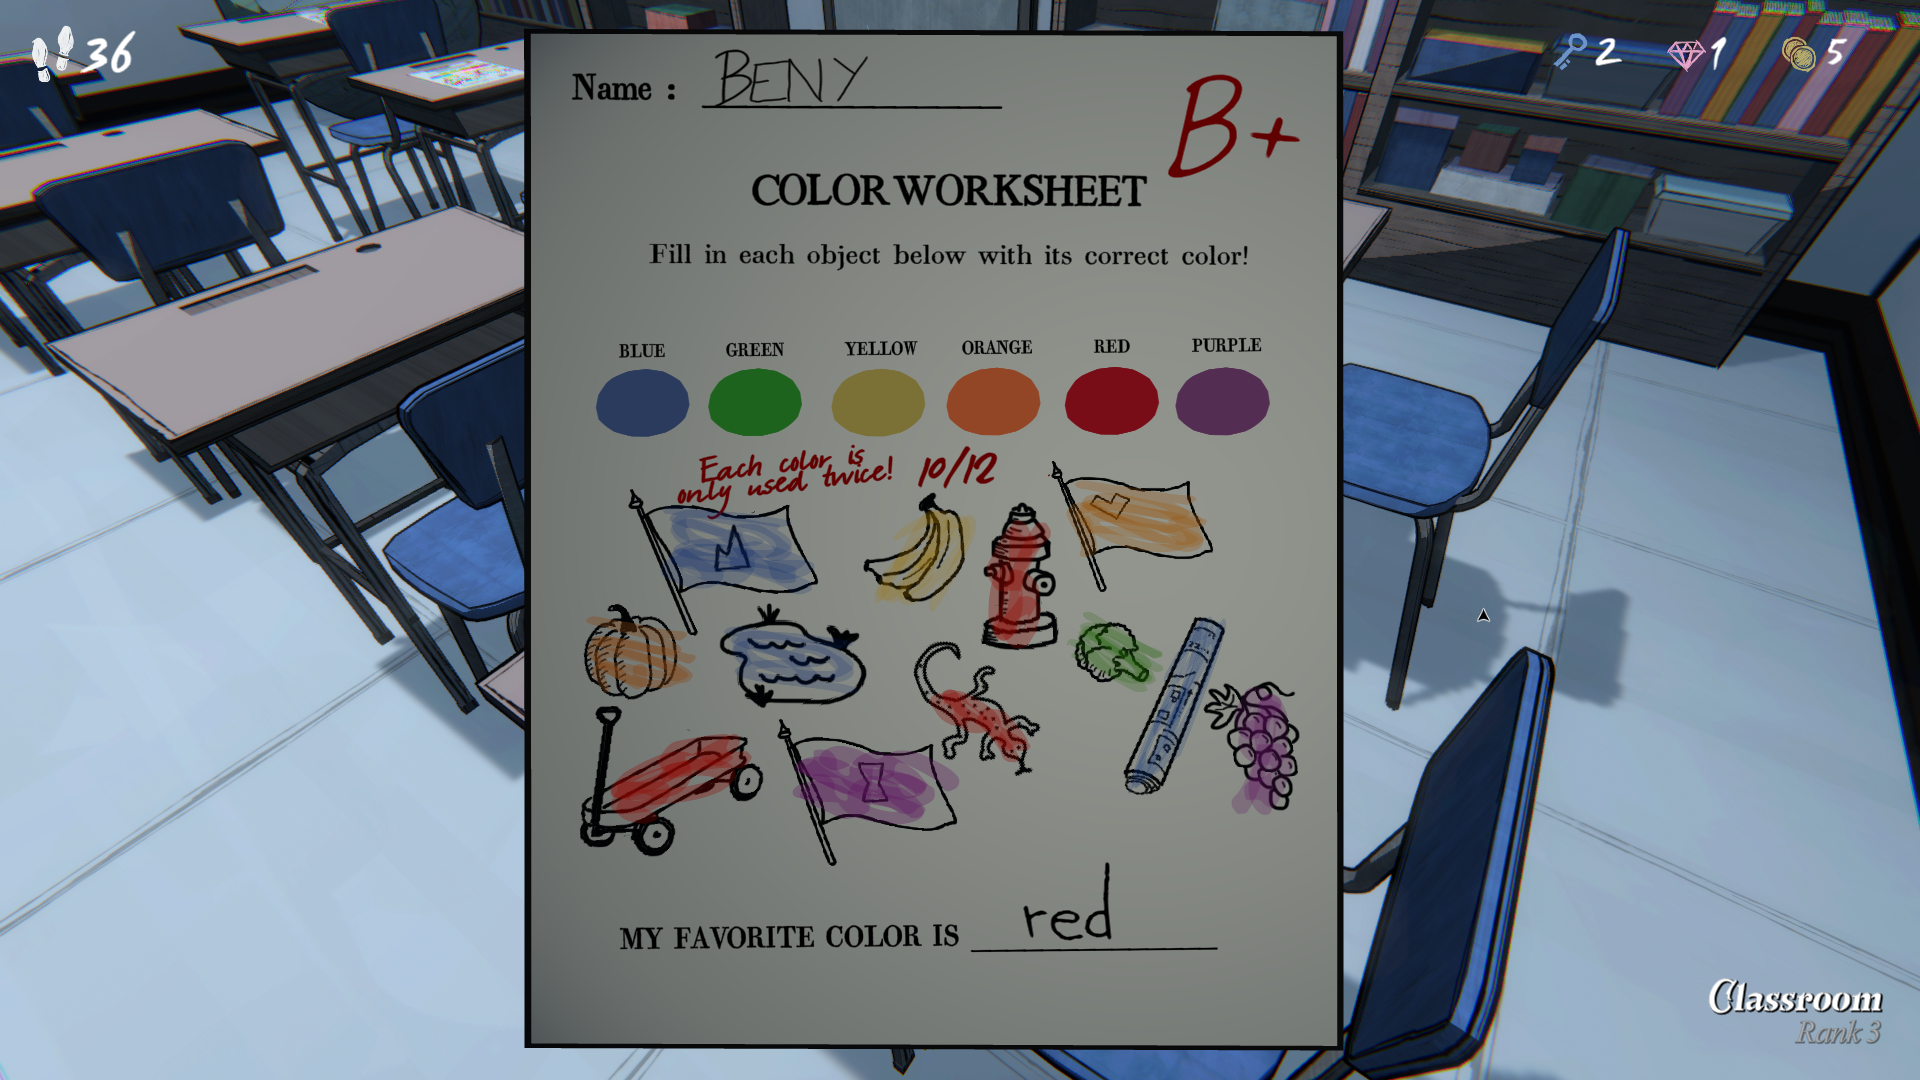 36
2
1
5
Name : BENY
B+
COLOR WORKSHEET
Fill in each object below with its correct color!
BLUE GREEN YELLOW ORANGE RED PURPLE
Each color is
only used twice! 10/12
MY FAVORITE COLOR IS red
Classroom
Rank 3